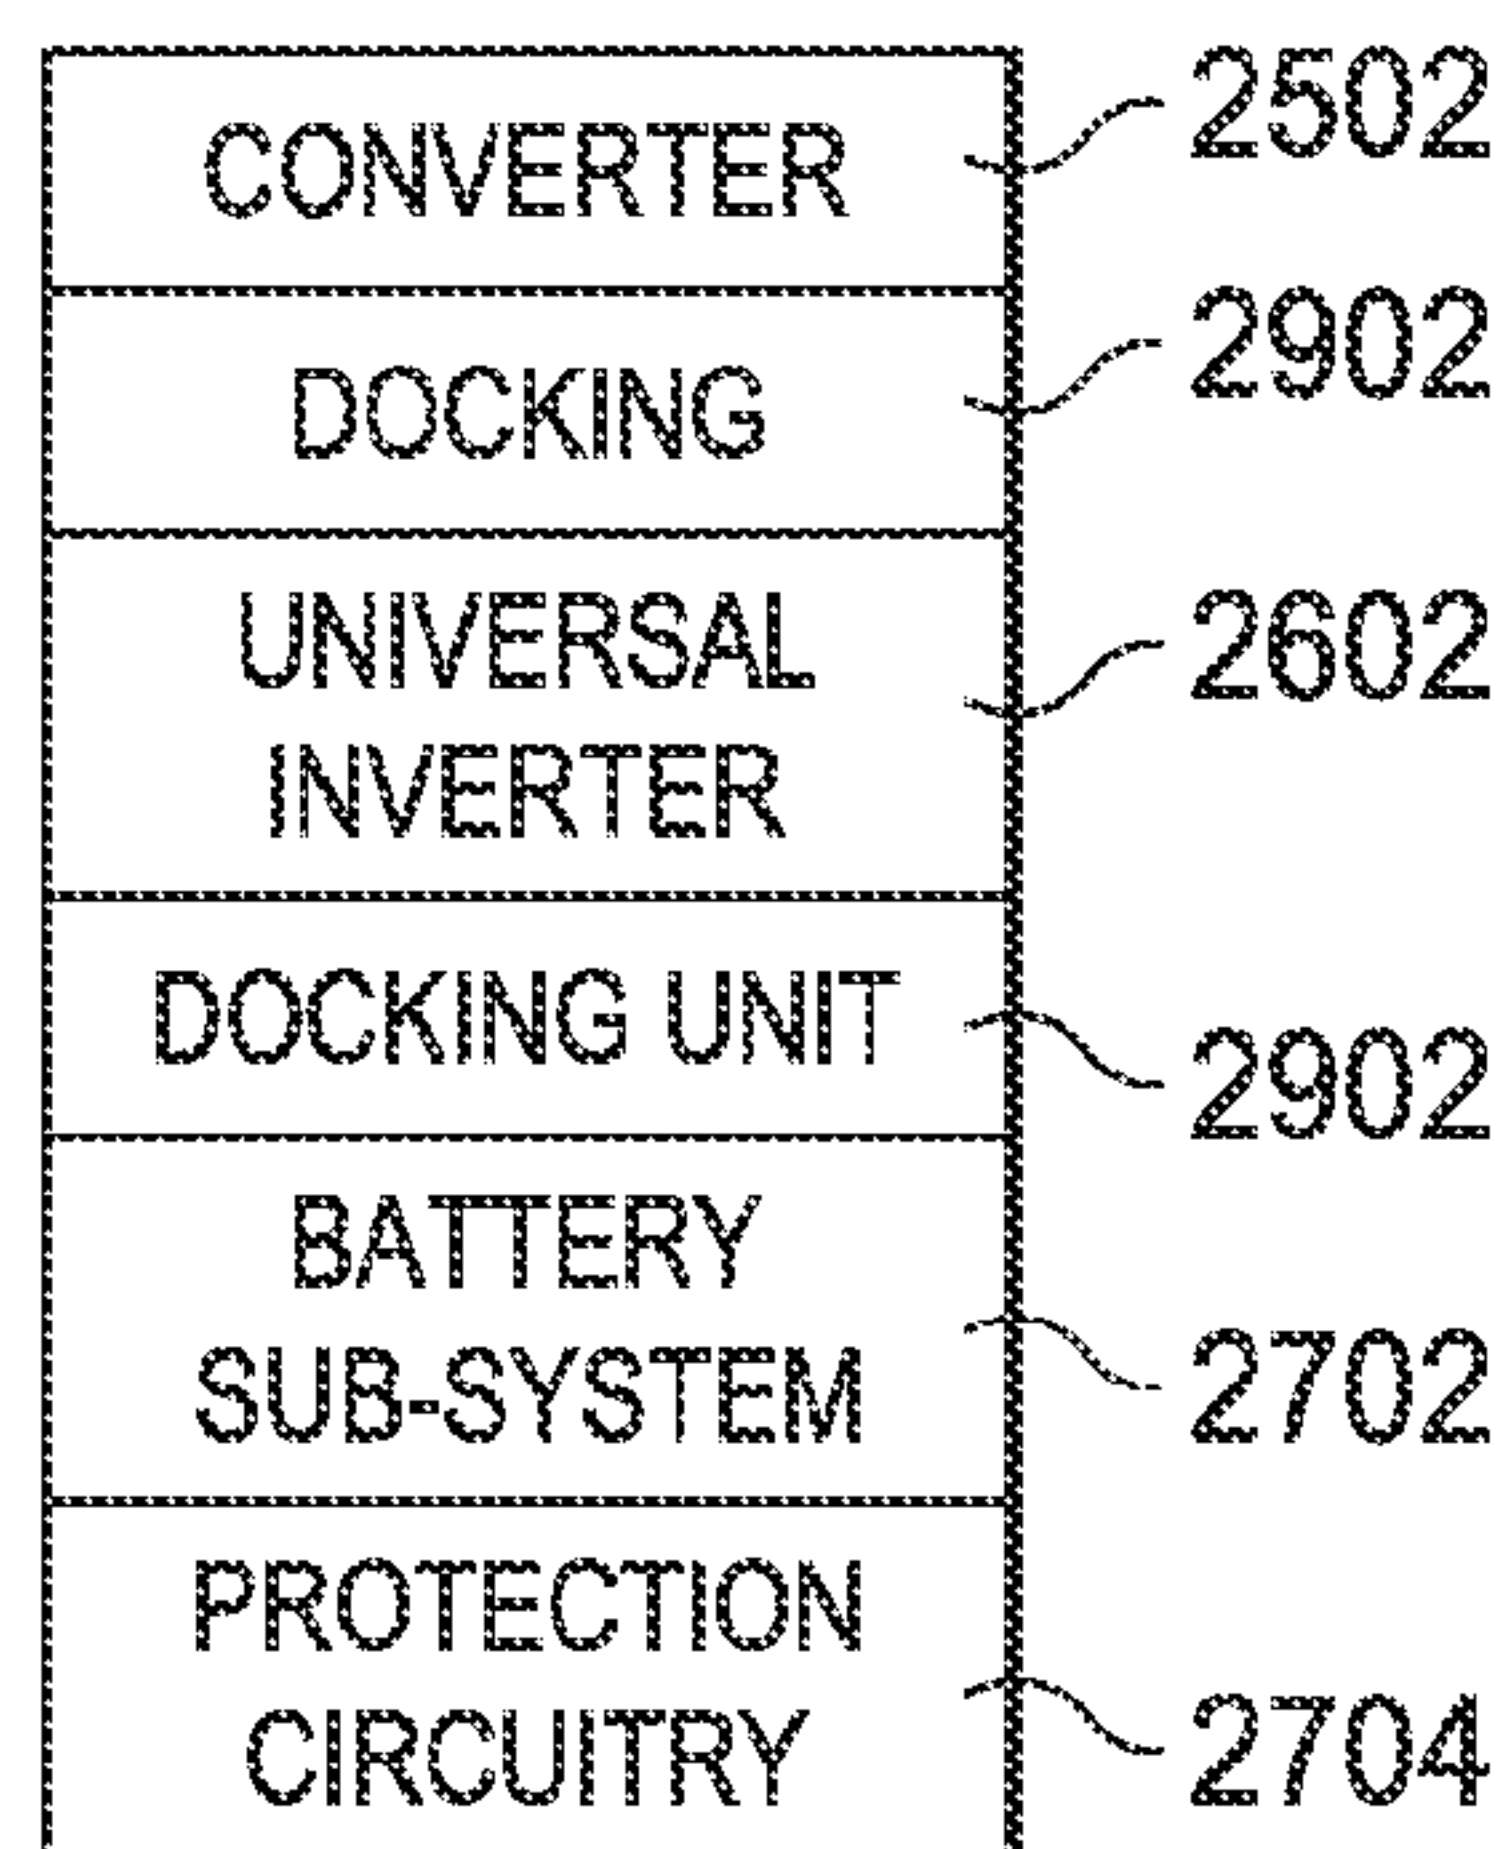 CONVERTER 2502
DOCKING 2902
UNIVERSAL 2602
INVERTER
DOCKING UNIT 2902
BATTERY
SUB-SYSTEM 2702
PROTECTION
CIRCUITRY 2704